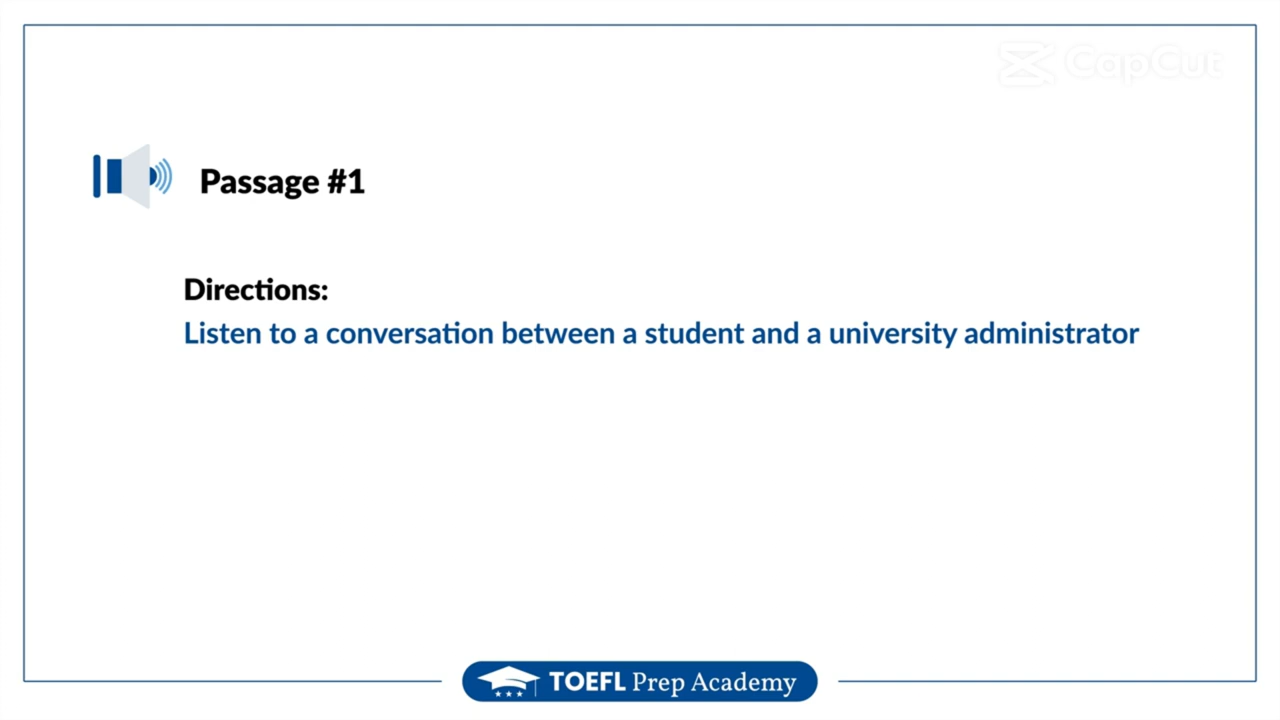 CapCut
Passage #1
Directions:
Listen to a conversation between a student and a university administrator
TOEFL Prep Academy